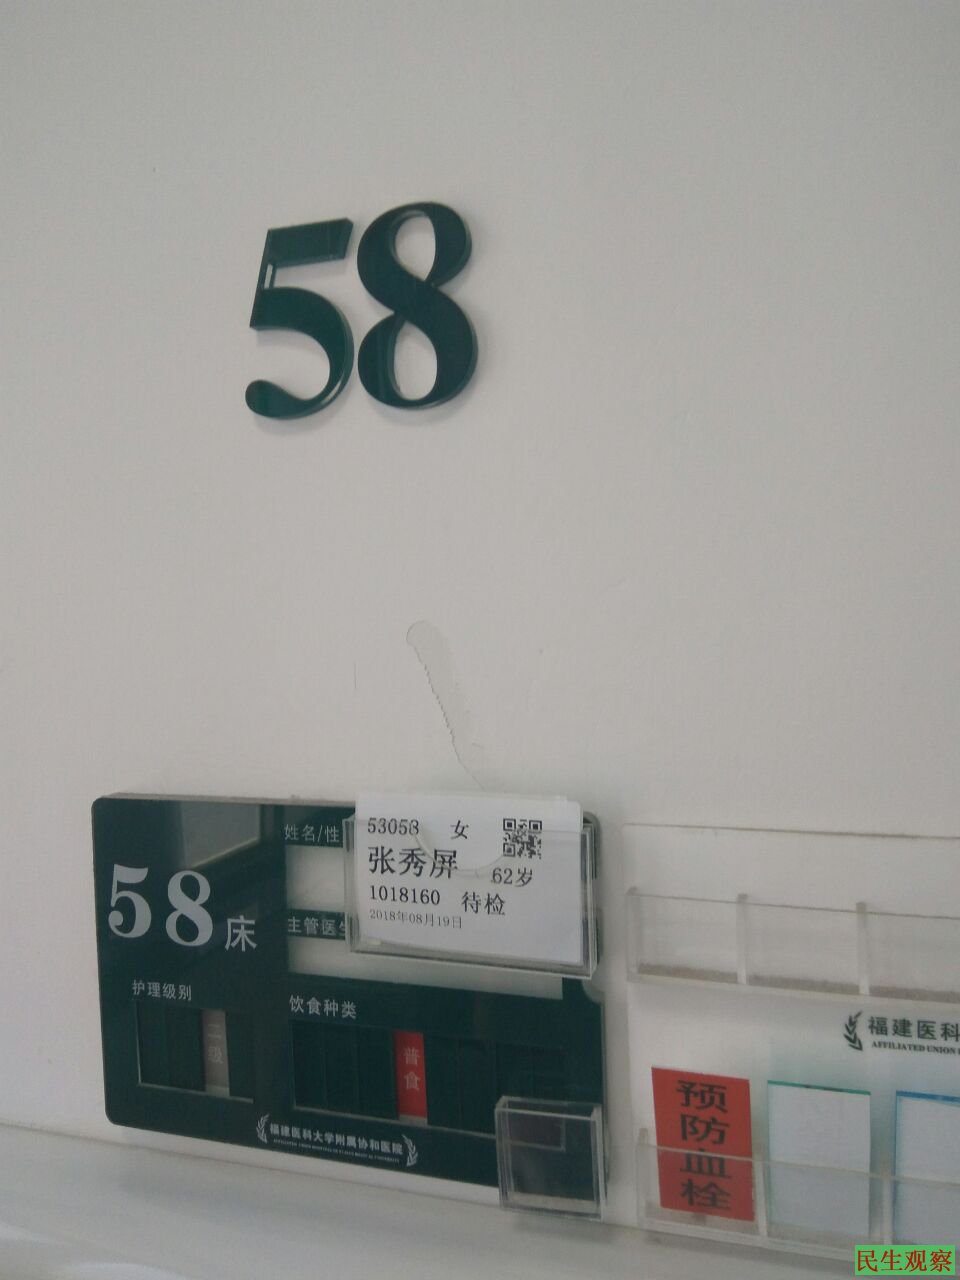 58
58床
姓名/性
主管医生
53058 女
张秀屏 62岁
1018160 待检
2018年08月19日
护理级别
二级
饮食种类
普食
福建医科大学附属协和医院
福建医科
AFFILIATED UNION
预防血栓
民生观察